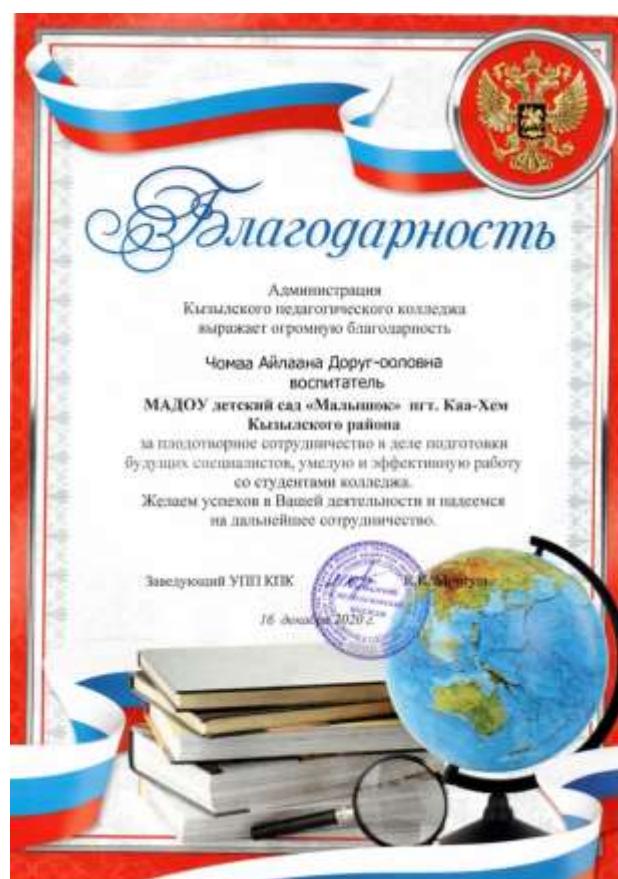 Благодарность
Администрация
Кызылского педагогического колледжа
выражает огромную благодарность
Чомаа Айлаана Доруг-ооловна
воспитатель
МАДОУ детский сад «Малышок» пгт. Каа-Хем
Кызылского района
за плодотворное сотрудничество в деле подготовки
будущих специалистов, умелую и эффективную работу
со студентами колледжа.
Желаем успехов в Вашей деятельности и надеемся
на дальнейшее сотрудничество.
Заведующий УПП КПК
16 декабря 2020 г.